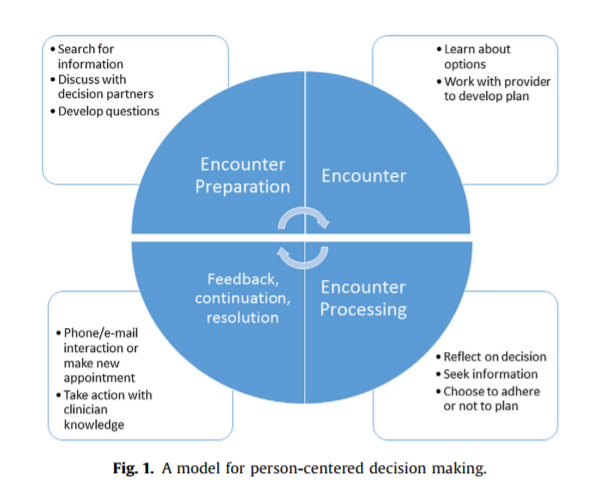 • Search for
information
• Discuss with
decision partners
• Develop questions
• Learn about
options
• Work with provider
to develop plan
Encounter
Preparation
Encounter
Feedback,
continuation,
resolution
Encounter
Processing
• Phone/e-mail
interaction or
make new
appointment
• Take action with
clinician
knowledge
• Reflect on decision
• Seek information
• Choose to adhere
or not to plan
Fig. 1. A model for person-centered decision making.